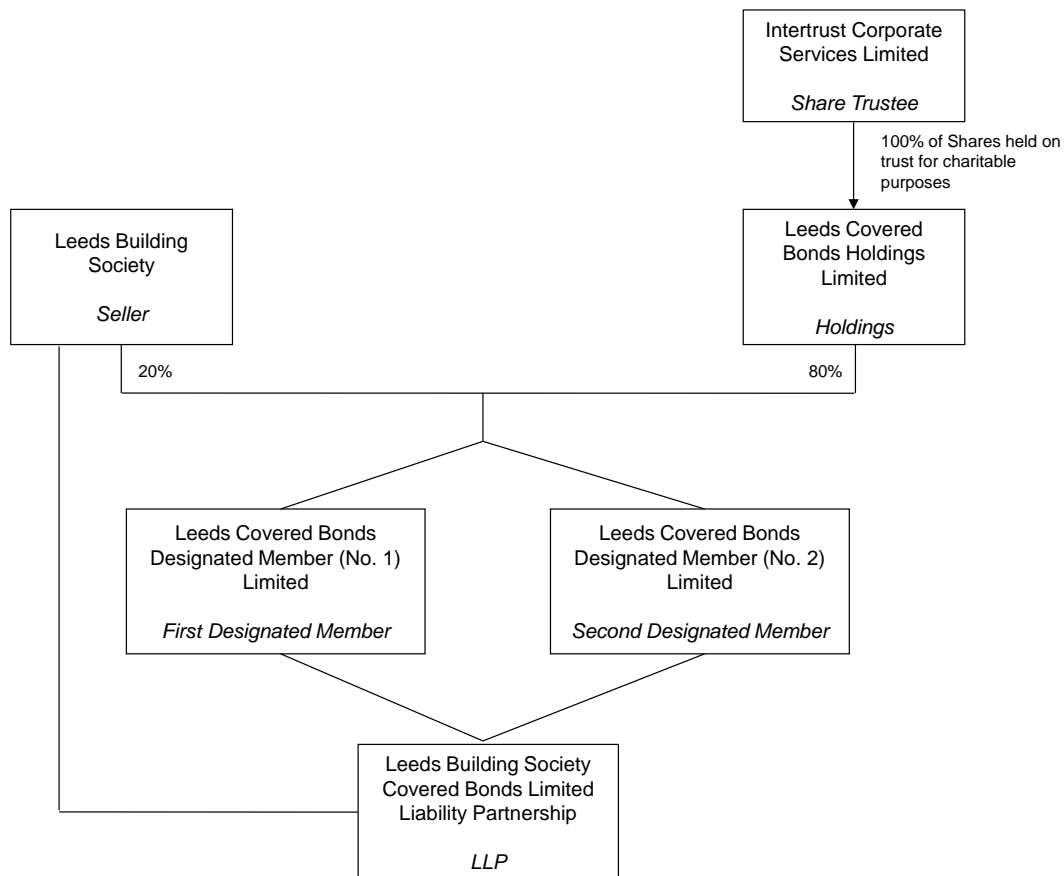 Intertrust Corporate
Services Limited
Share Trustee
100% of Shares held on
trust for charitable
purposes
Leeds Building
Society
Seller
Leeds Covered
Bonds Holdings
Limited
Holdings
20%
80%
Leeds Covered Bonds
Designated Member (No. 1)
Limited
First Designated Member
Leeds Covered Bonds
Designated Member (No. 2)
Limited
Second Designated Member
Leeds Building Society
Covered Bonds Limited
Liability Partnership
LLP